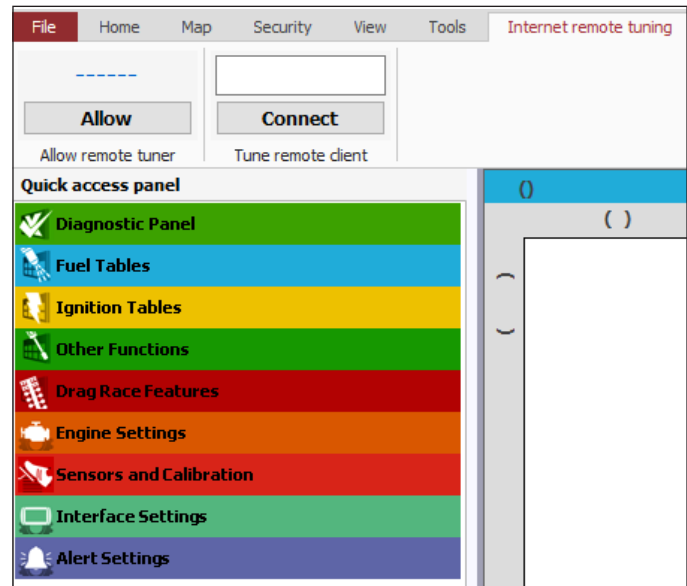 File Home Map Security View Tools Internet remote tuning
------
Allow Connect
Allow remote tuner Tune remote client
Quick access panel
()
( )
( )
Diagnostic Panel
Fuel Tables
Ignition Tables
Other Functions
Drag Race Features
Engine Settings
Sensors and Calibration
Interface Settings
Alert Settings